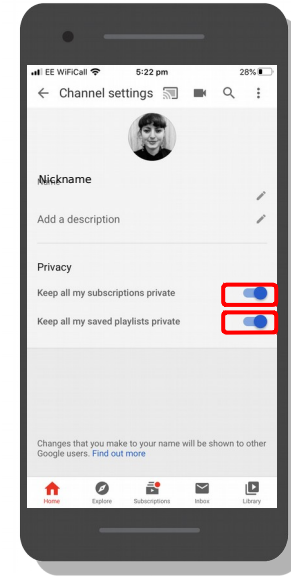 EE WiFiCall 5:22 pm 28%
Channel settings
Nickname
Add a description
Privacy
Keep all my subscriptions private
Keep all my saved playlists private
Changes that you make to your name will be shown to other
Google users. Find out more
Home Explore Subscriptions Inbox Library